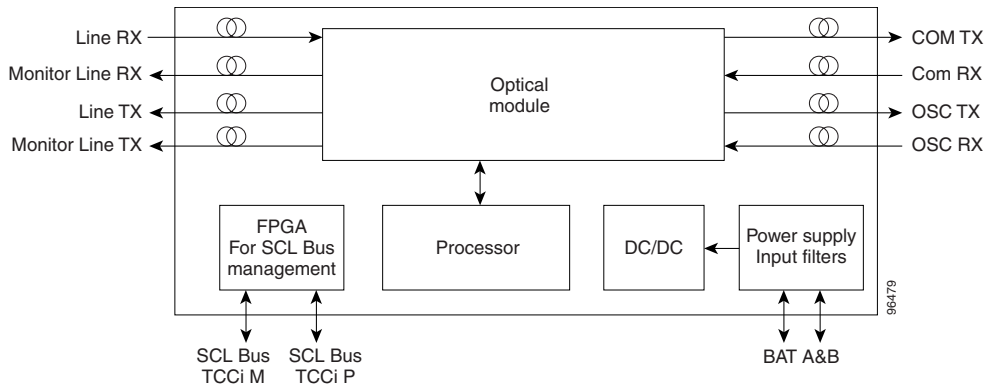 Line RX
COM TX
Monitor Line RX
Com RX
Line TX
OSC TX
Monitor Line TX
OSC RX
Optical
module
FPGA
For SCL Bus
management
Processor
DC/DC
Power supply
Input filters
96479
SCL Bus
TCCi M
SCL Bus
TCCi P
BAT A&B